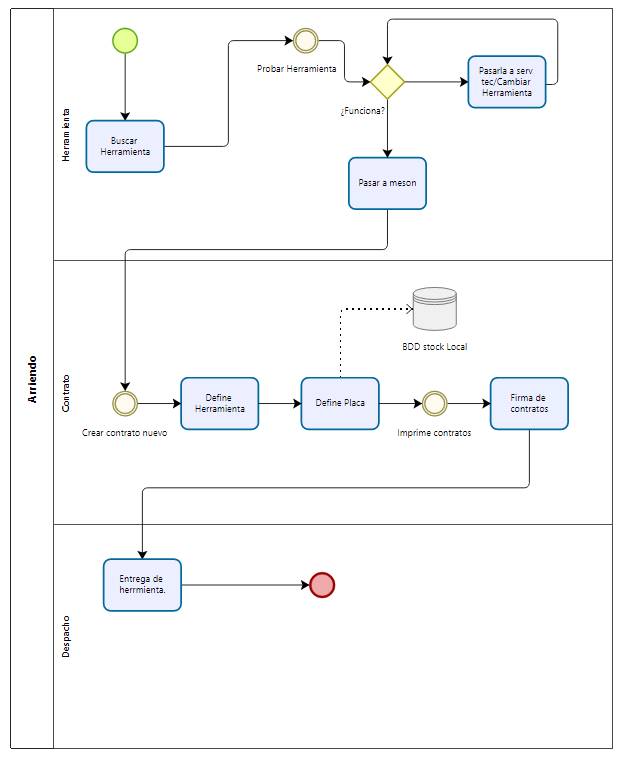 Arriendo
Herramienta
Buscar
Herramienta
Probar Herramienta
¿Funciona?
Pasarla a serv
tec/Cambiar
Herramienta
Pasar a meson
Contrato
Crear contrato nuevo
Define
Herramienta
Define Placa
BDD stock Local
Imprime contratos
Firma de
contratos
Despacho
Entrega de
herrmienta.